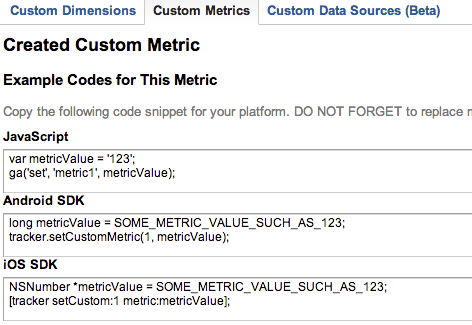 Custom Dimensions Custom Metrics Custom Data Sources (Beta)
Created Custom Metric
Example Codes for This Metric
Copy the following code snippet for your platform. DO NOT FORGET to replace
JavaScript
var metricValue = '123';
ga('set', 'metric1', metricValue);
Android SDK
long metricValue = SOME_METRIC_VALUE_SUCH_AS_123;
tracker.setCustomMetric(1, metricValue);
iOS SDK
NSNumber *metricValue = SOME_METRIC_VALUE_SUCH_AS_123;
[tracker setCustom:1 metric:metricValue];